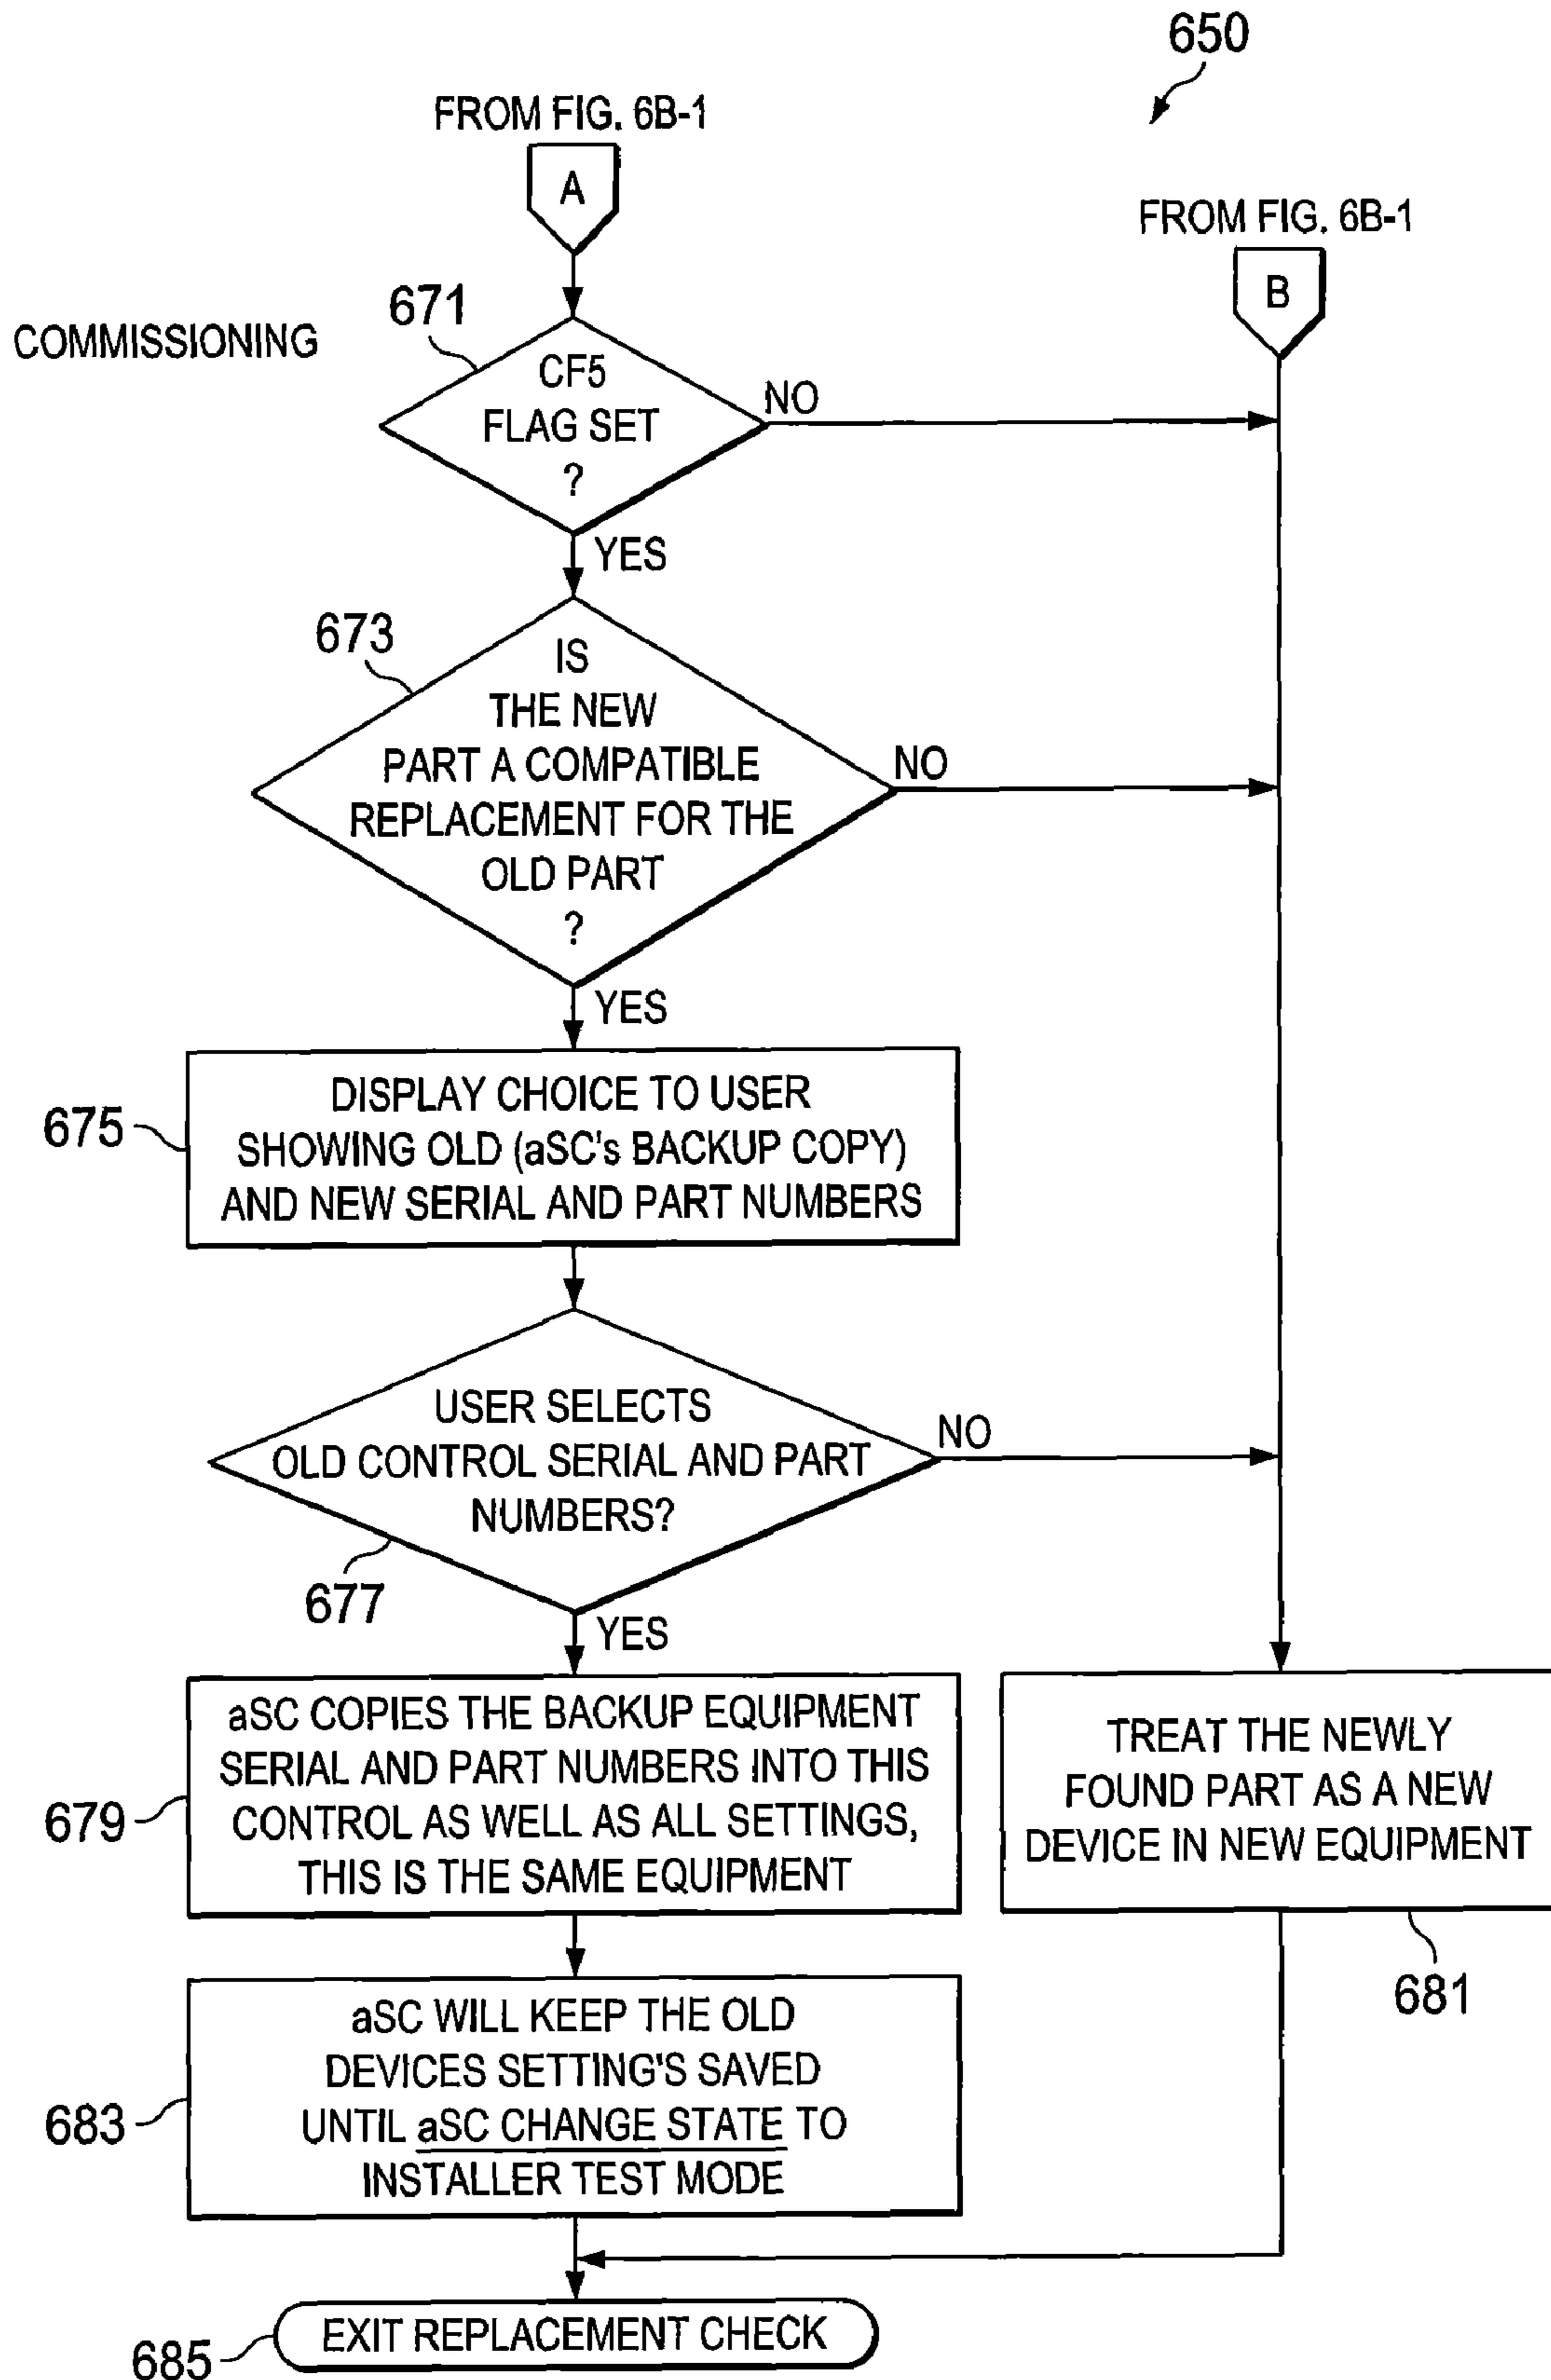 650
FROM FIG. 6B-1
A
FROM FIG. 6B-1
B
COMMISSIONING
671
CF5
FLAG SET
?
NO
YES
673
IS
THE NEW
PART A COMPATIBLE
REPLACEMENT FOR THE
OLD PART
?
NO
YES
675
DISPLAY CHOICE TO USER
SHOWING OLD (aSC's BACKUP COPY)
AND NEW SERIAL AND PART NUMBERS
USER SELECTS
OLD CONTROL SERIAL AND PART
NUMBERS?
NO
677
YES
679
aSC COPIES THE BACKUP EQUIPMENT
SERIAL AND PART NUMBERS INTO THIS
CONTROL AS WELL AS ALL SETTINGS,
THIS IS THE SAME EQUIPMENT
TREAT THE NEWLY
FOUND PART AS A NEW
DEVICE IN NEW EQUIPMENT
681
683
aSC WILL KEEP THE OLD
DEVICES SETTING'S SAVED
UNTIL aSC CHANGE STATE TO
INSTALLER TEST MODE
685
EXIT REPLACEMENT CHECK